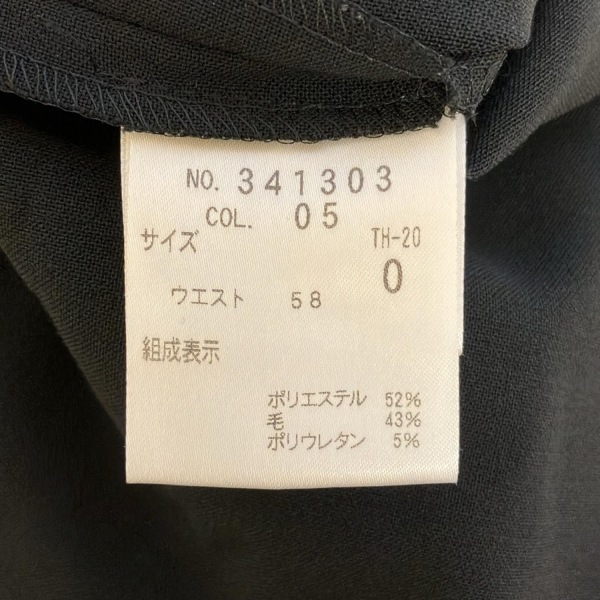 NO. 341303
COL. 05
サイズ TH-20
0
ウエスト 58
組成表示
ポリエステル 52%
毛 43%
ポリウレタン 5%